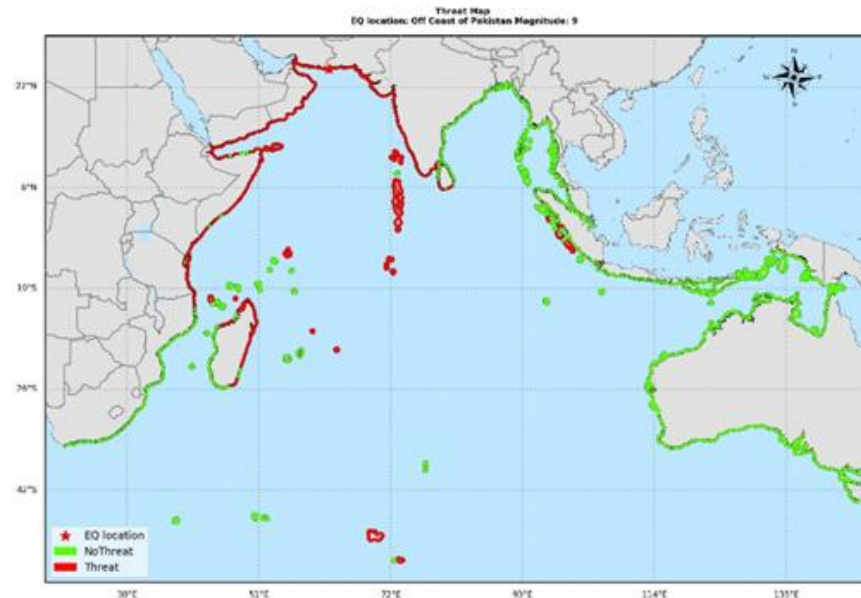 Threat Map
EQ location: Off Coast of Pakistan Magnitude: 9
N
22°N
6°N
10°S
26°S
42°S
EQ location
NoThreat
Threat
30°E
51°E
72°E
93°E
114°E